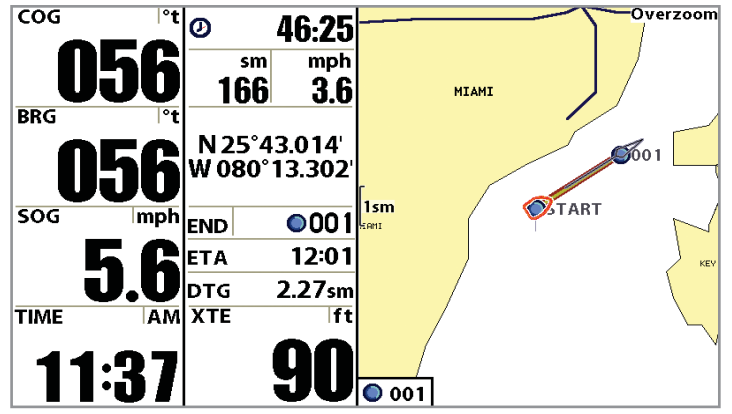 COG °t
056
BRG °t
056
SOG mph
5.6
TIME AM
11:37
46:25
sm mph
166 3.6
N 25°43.014'
W 080°13.302'
END 001
ETA 12:01
DTG 2.27sm
XTE ft
90
Overzoom
MIAMI
001
START
1sm
KEY
001